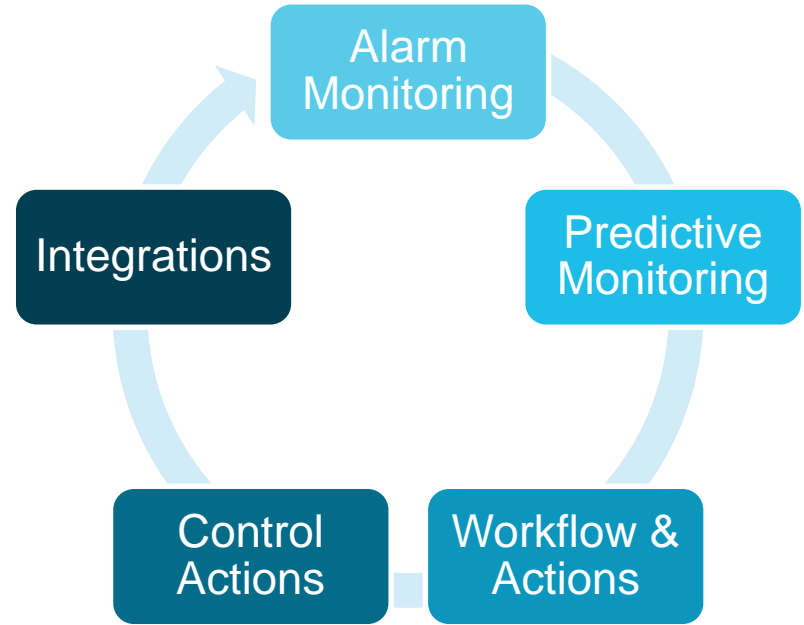 Alarm
Monitoring
Predictive
Monitoring
Workflow &
Actions
Control
Actions
Integrations